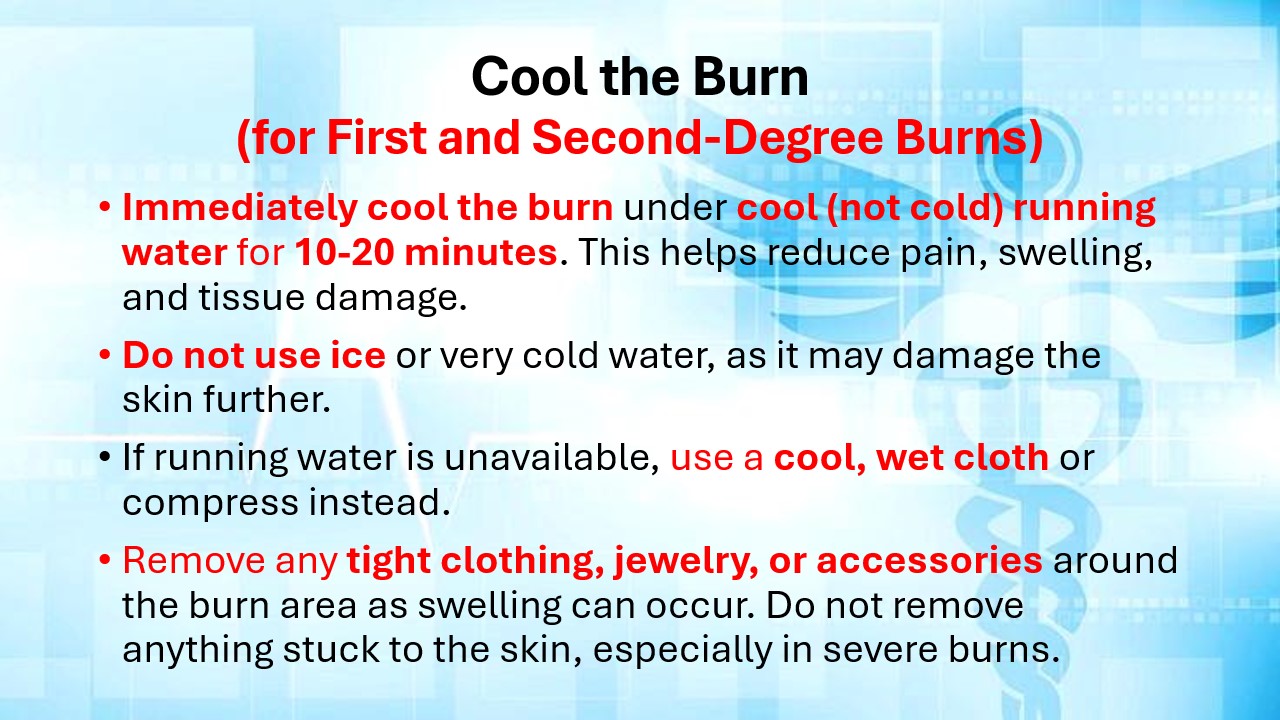 Cool the Burn
(for First and Second-Degree Burns)
• Immediately cool the burn under cool (not cold) running
water for 10-20 minutes. This helps reduce pain, swelling,
and tissue damage.
• Do not use ice or very cold water, as it may damage the
skin further.
• If running water is unavailable, use a cool, wet cloth or
compress instead.
• Remove any tight clothing, jewelry, or accessories around
the burn area as swelling can occur. Do not remove
anything stuck to the skin, especially in severe burns.